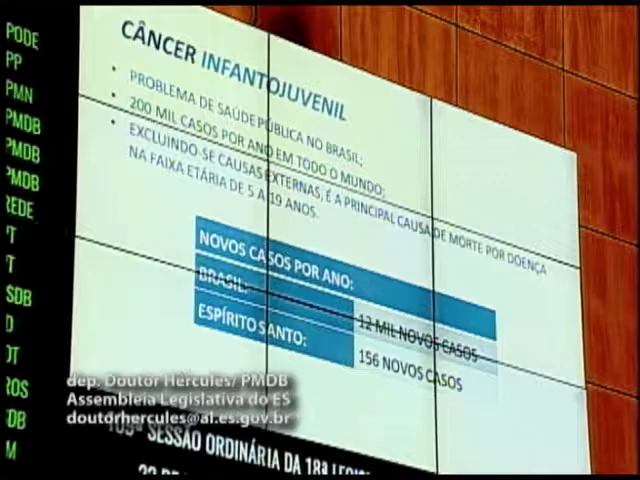 PODE
PP
PMN
PMDB
PMDB
PMDB
REDE
PT
SDB
CÂNCER INFANTOJUVENIL
• PROBLEMA DE SAÚDE PÚBLICA NO BRASIL;
• 200 MIL CASOS POR ANO EM TODO O MUNDO;
• EXCLUINDO-SE CAUSAS EXTERNAS, É A PRINCIPAL CAUSA DE MORTE POR DOENÇA
NA FAIXA ETÁRIA DE 5 A 19 ANOS.
NOVOS CASOS POR ANO:
BRASIL: 12 MIL NOVOS CASOS
ESPÍRITO SANTO: 156 NOVOS CASOS
dep. Doutor Hércules/ PMDB
Assembleia Legislativa do ES
doutorhercules@al.es.gov.br
SESSÃO ORDINÁRIA DA 18ª